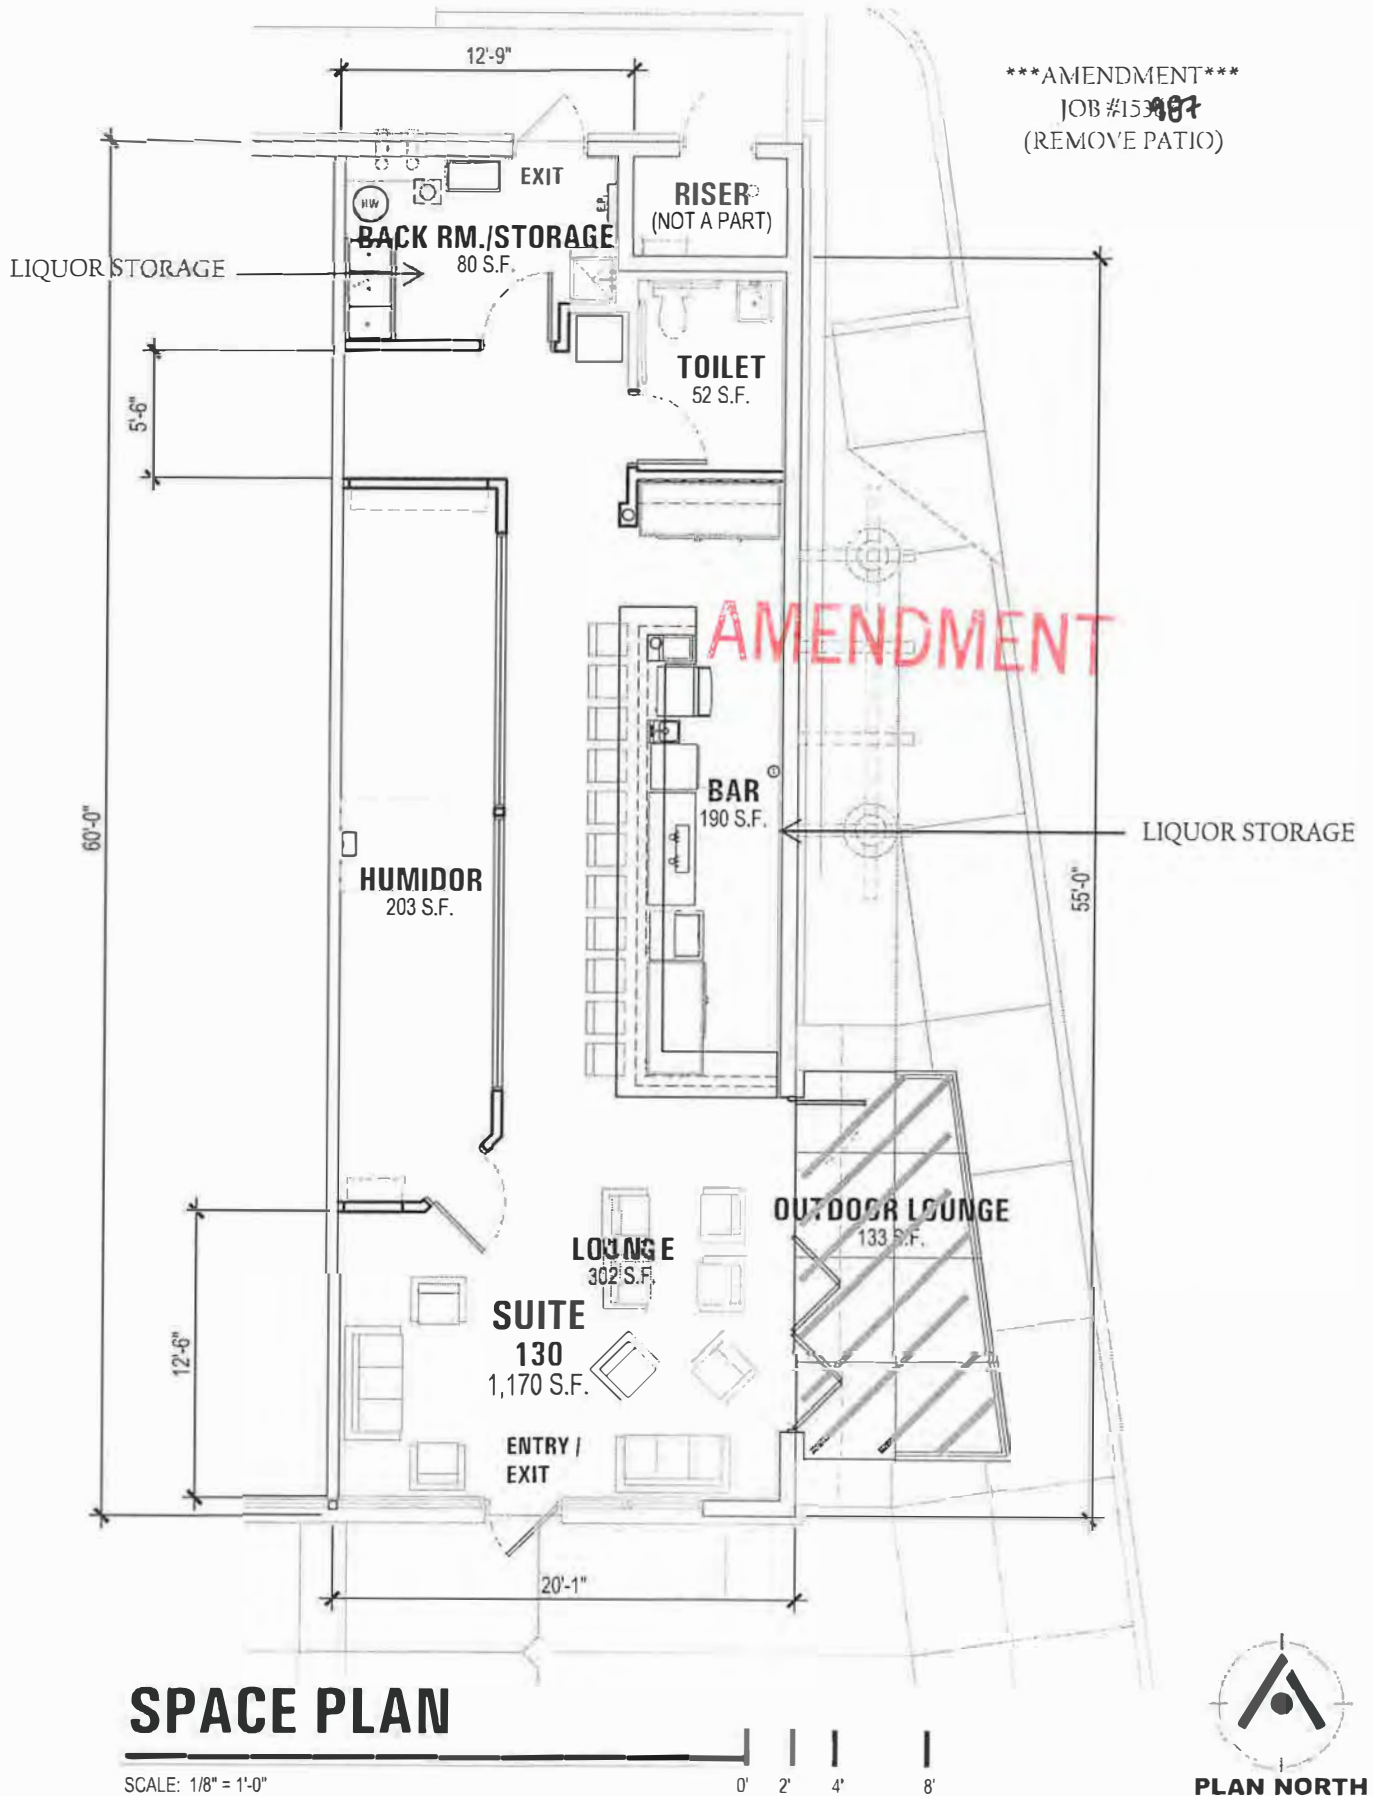 12'-9"
***AMENDMENT***
(REMOVE PATIO)
EXIT
RISER
(NOT A PART)
HW
E.P.
BACK RM./STORAGE
80 S.F.
LIQUOR STORAGE
TOILET
52 S.F.
5'-6"
AMENDMENT
BAR
190 S.F.
LIQUOR STORAGE
60'-0"
55'-0"
HUMIDOR
203 S.F.
OUTDOOR LOUNGE
133 S.F.
LOUNGE
302 S.F.
SUITE
130
1,170 S.F.
12'-6"
ENTRY /
EXIT
20'-1"
SPACE PLAN
SCALE: 1/8" = 1'-0"
0' 2' 4' 8'
PLAN NORTH